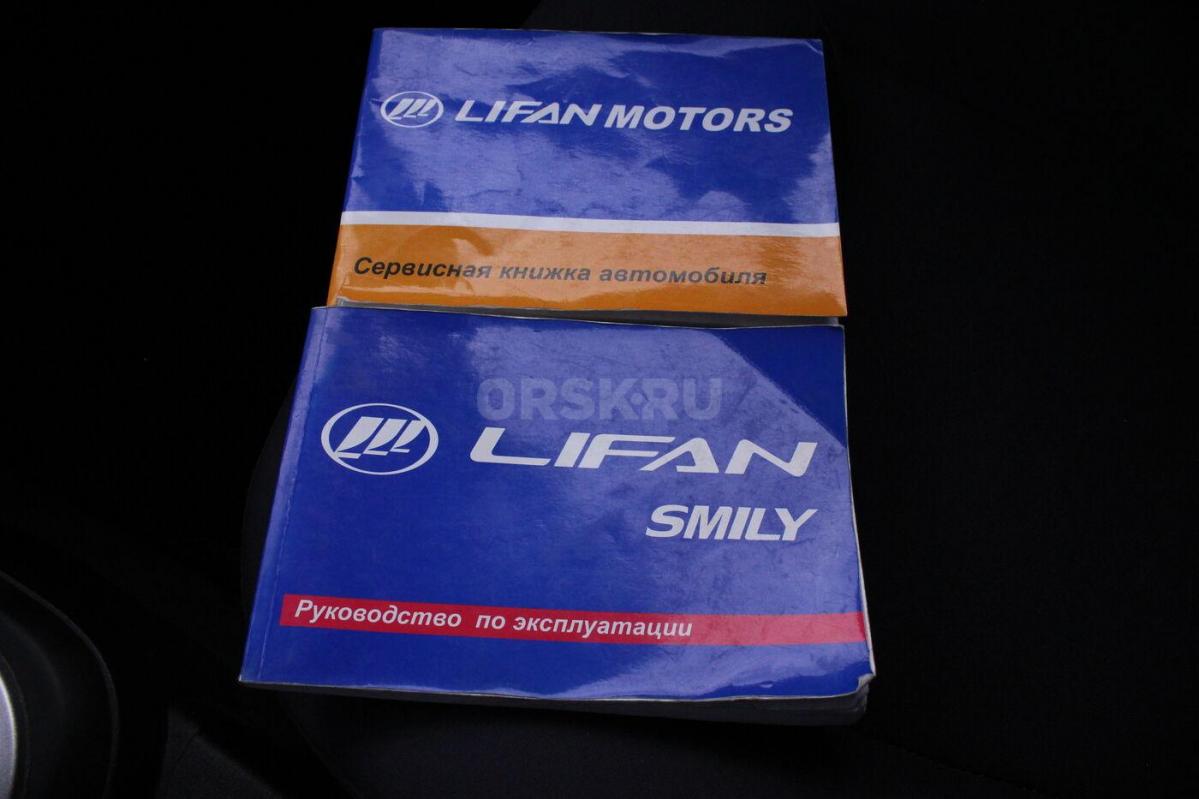 LIFAN MOTORS
Сервисная книжка автомобиля
ORSK.RU
LIFAN
SMILY
Руководство по эксплуатации